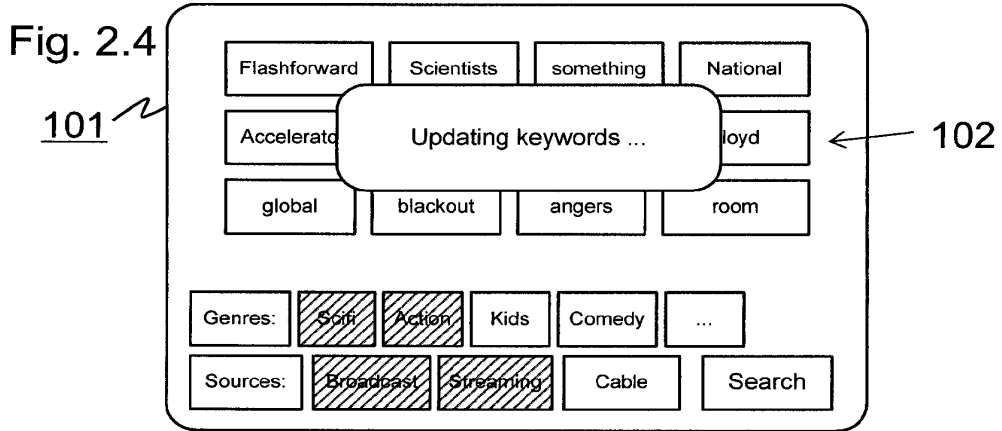 Fig. 2.4
Flashforward Scientists something National
101
Accelerato Updating keywords ... loyd
102
global blackout angers room
Genres: Scifi Action Kids Comedy ...
Sources: Broadcast Streaming Cable Search